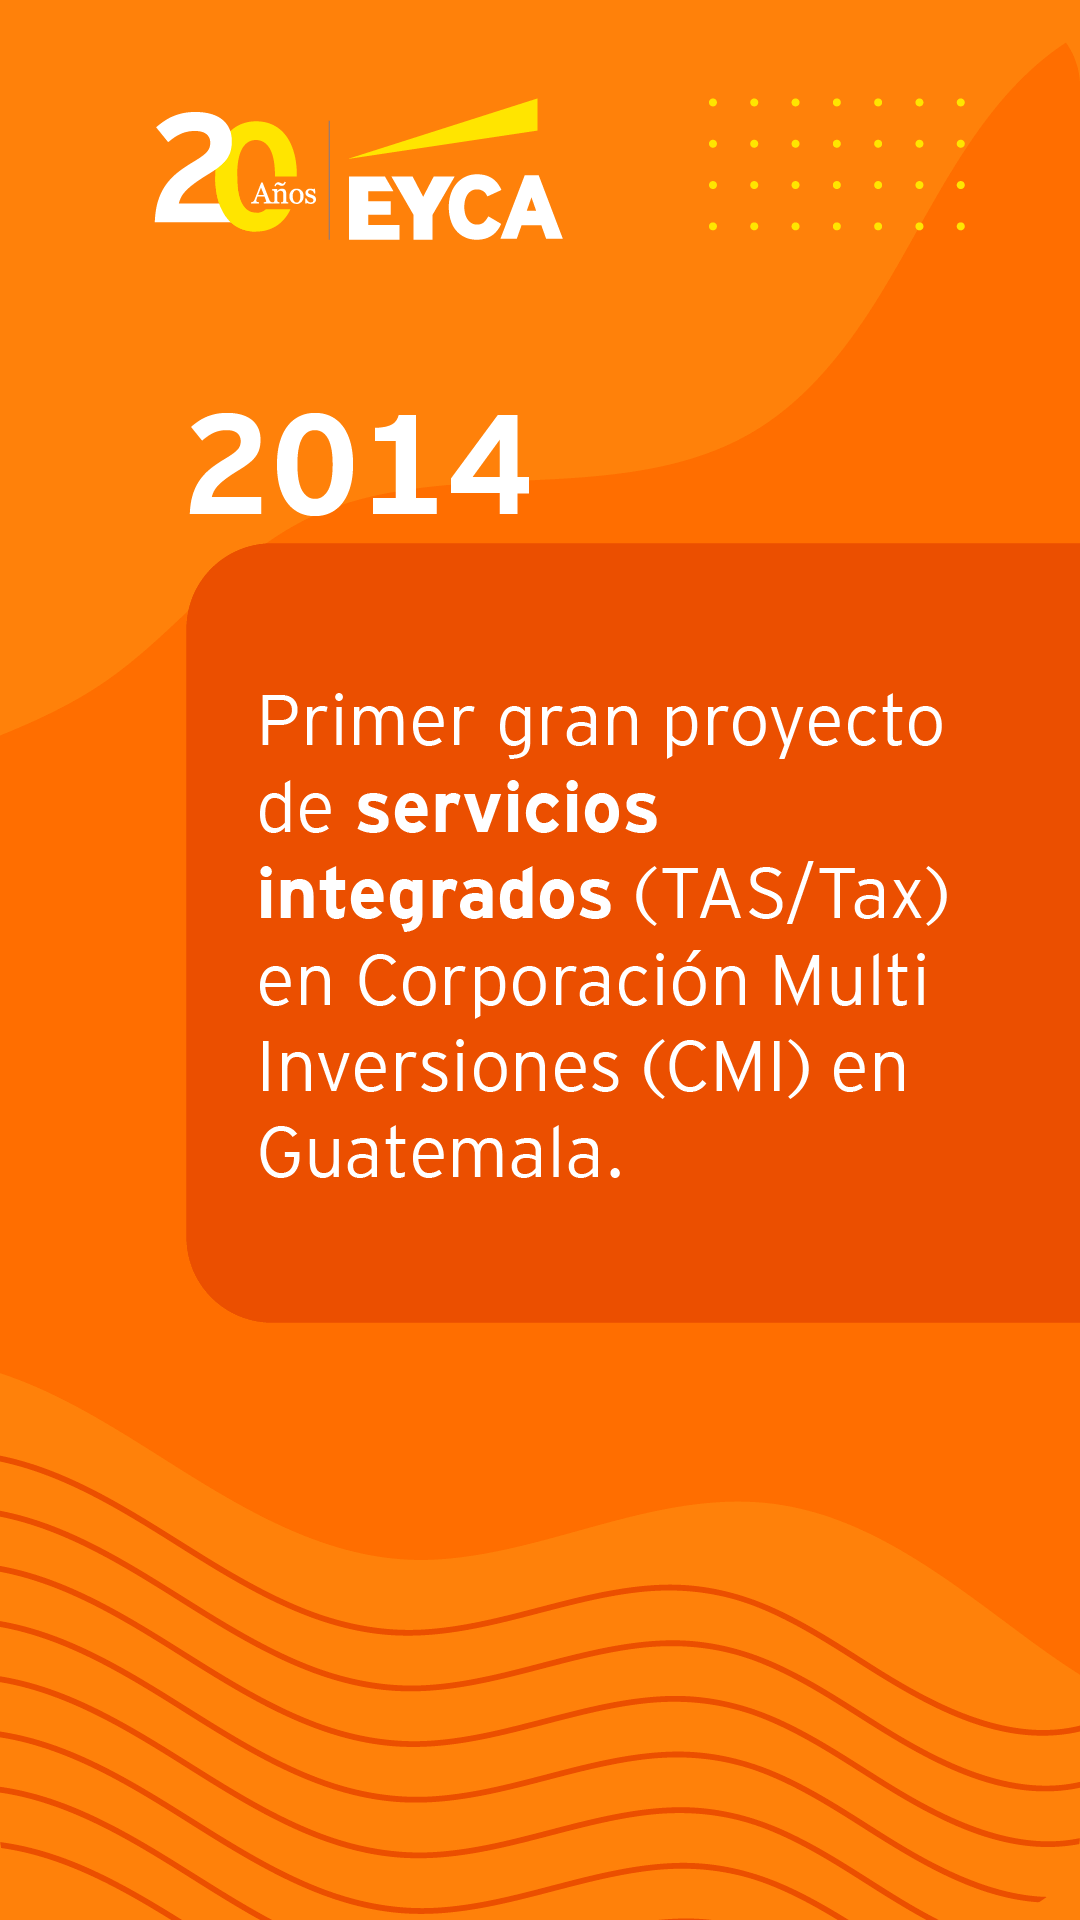 20 Años
EYCA
2014
Primer gran proyecto
de servicios
integrados (TAS/Tax)
en Corporación Multi
Inversiones (CMI) en
Guatemala.